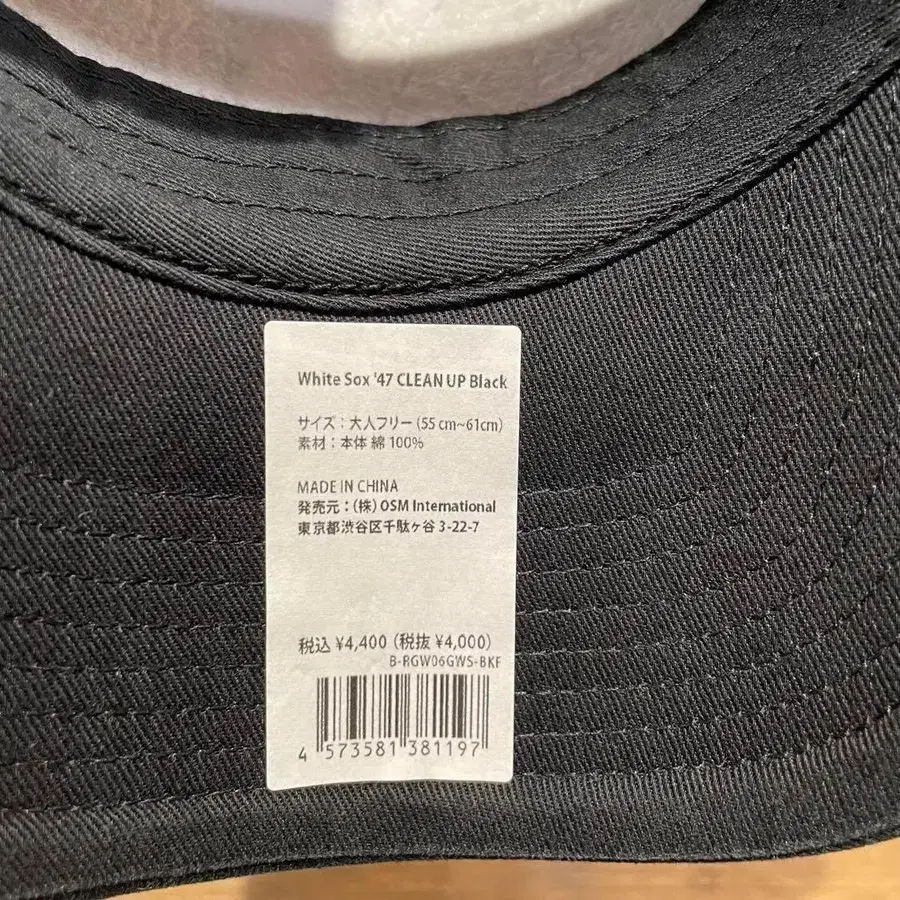 White Sox '47 CLEAN UP Black
サイズ：大人フリー（55 cm~61cm）
素材：本体 綿 100%
MADE IN CHINA
発売元：（株）OSM International
東京都渋谷区千駄ヶ谷 3-22-7
税込 ¥4,400（税抜 ¥4,000）
B-RGW06GWS-BKF
4 573581 381197